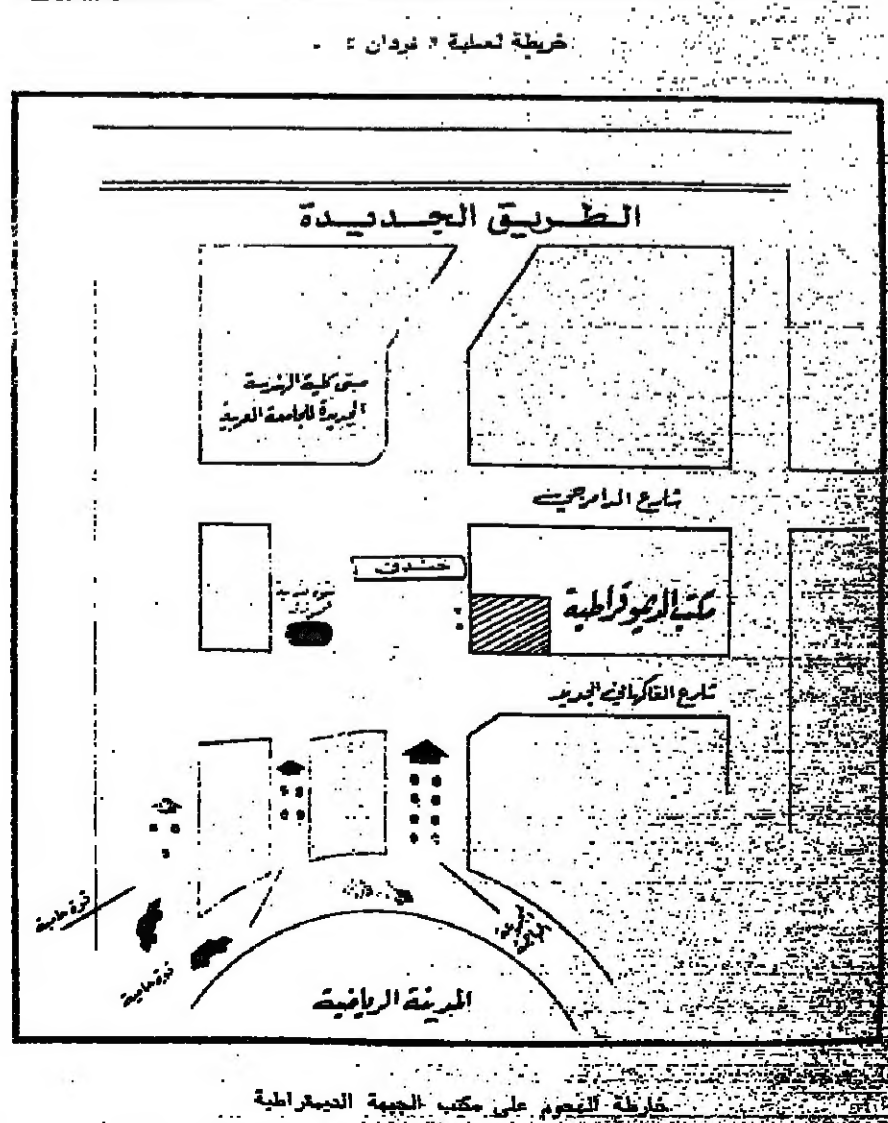 خريطة لعملية « فردان » .
الطريق الجديدة
مبنى كلية الهندسة
الجديدة للجامعة العربية
شارع الدامرجي
خندق
مكتب الديموقراطية
شارع الفاكهاني الجديد
قوة حماية
قوة حماية
المدينة الرياضية
خارطة للهجوم على مكتب الجبهة الديمقراطية